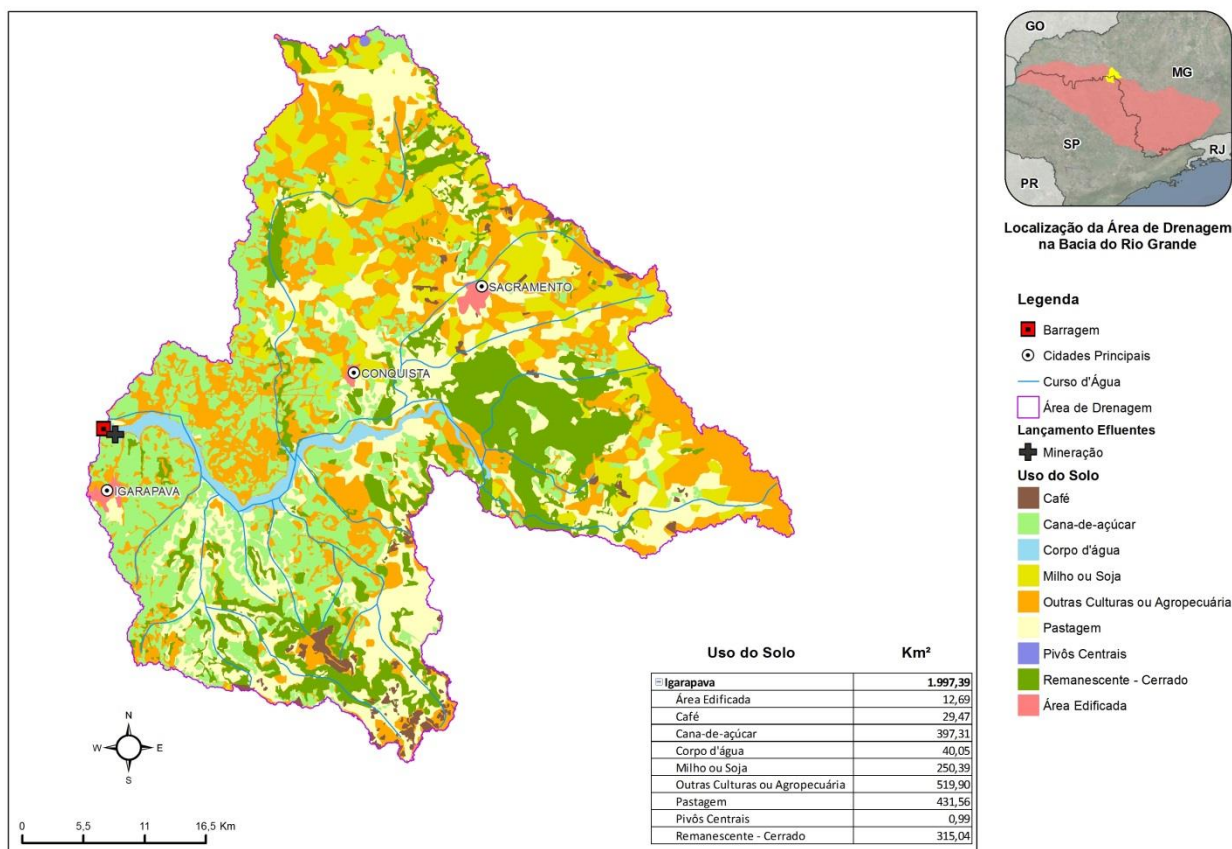 SACRAMENTO
CONQUISTA
IGARAPAVA
N
W E
S
0 5,5 11 16,5 Km
Uso do Solo Km²
Igarapava 1.997,39
Área Edificada 12,69
Café 29,47
Cana-de-açúcar 397,31
Corpo d'água 40,05
Milho ou Soja 250,39
Outras Culturas ou Agropecuária 519,90
Pastagem 431,56
Pivôs Centrais 0,99
Remanescente - Cerrado 315,04
GO
MG
SP
RJ
PR
Localização da Área de Drenagem
na Bacia do Rio Grande
Legenda
Barragem
Cidades Principais
Curso d'Água
Área de Drenagem
Lançamento Efluentes
Mineração
Uso do Solo
Café
Cana-de-açúcar
Corpo d'água
Milho ou Soja
Outras Culturas ou Agropecuária
Pastagem
Pivôs Centrais
Remanescente - Cerrado
Área Edificada